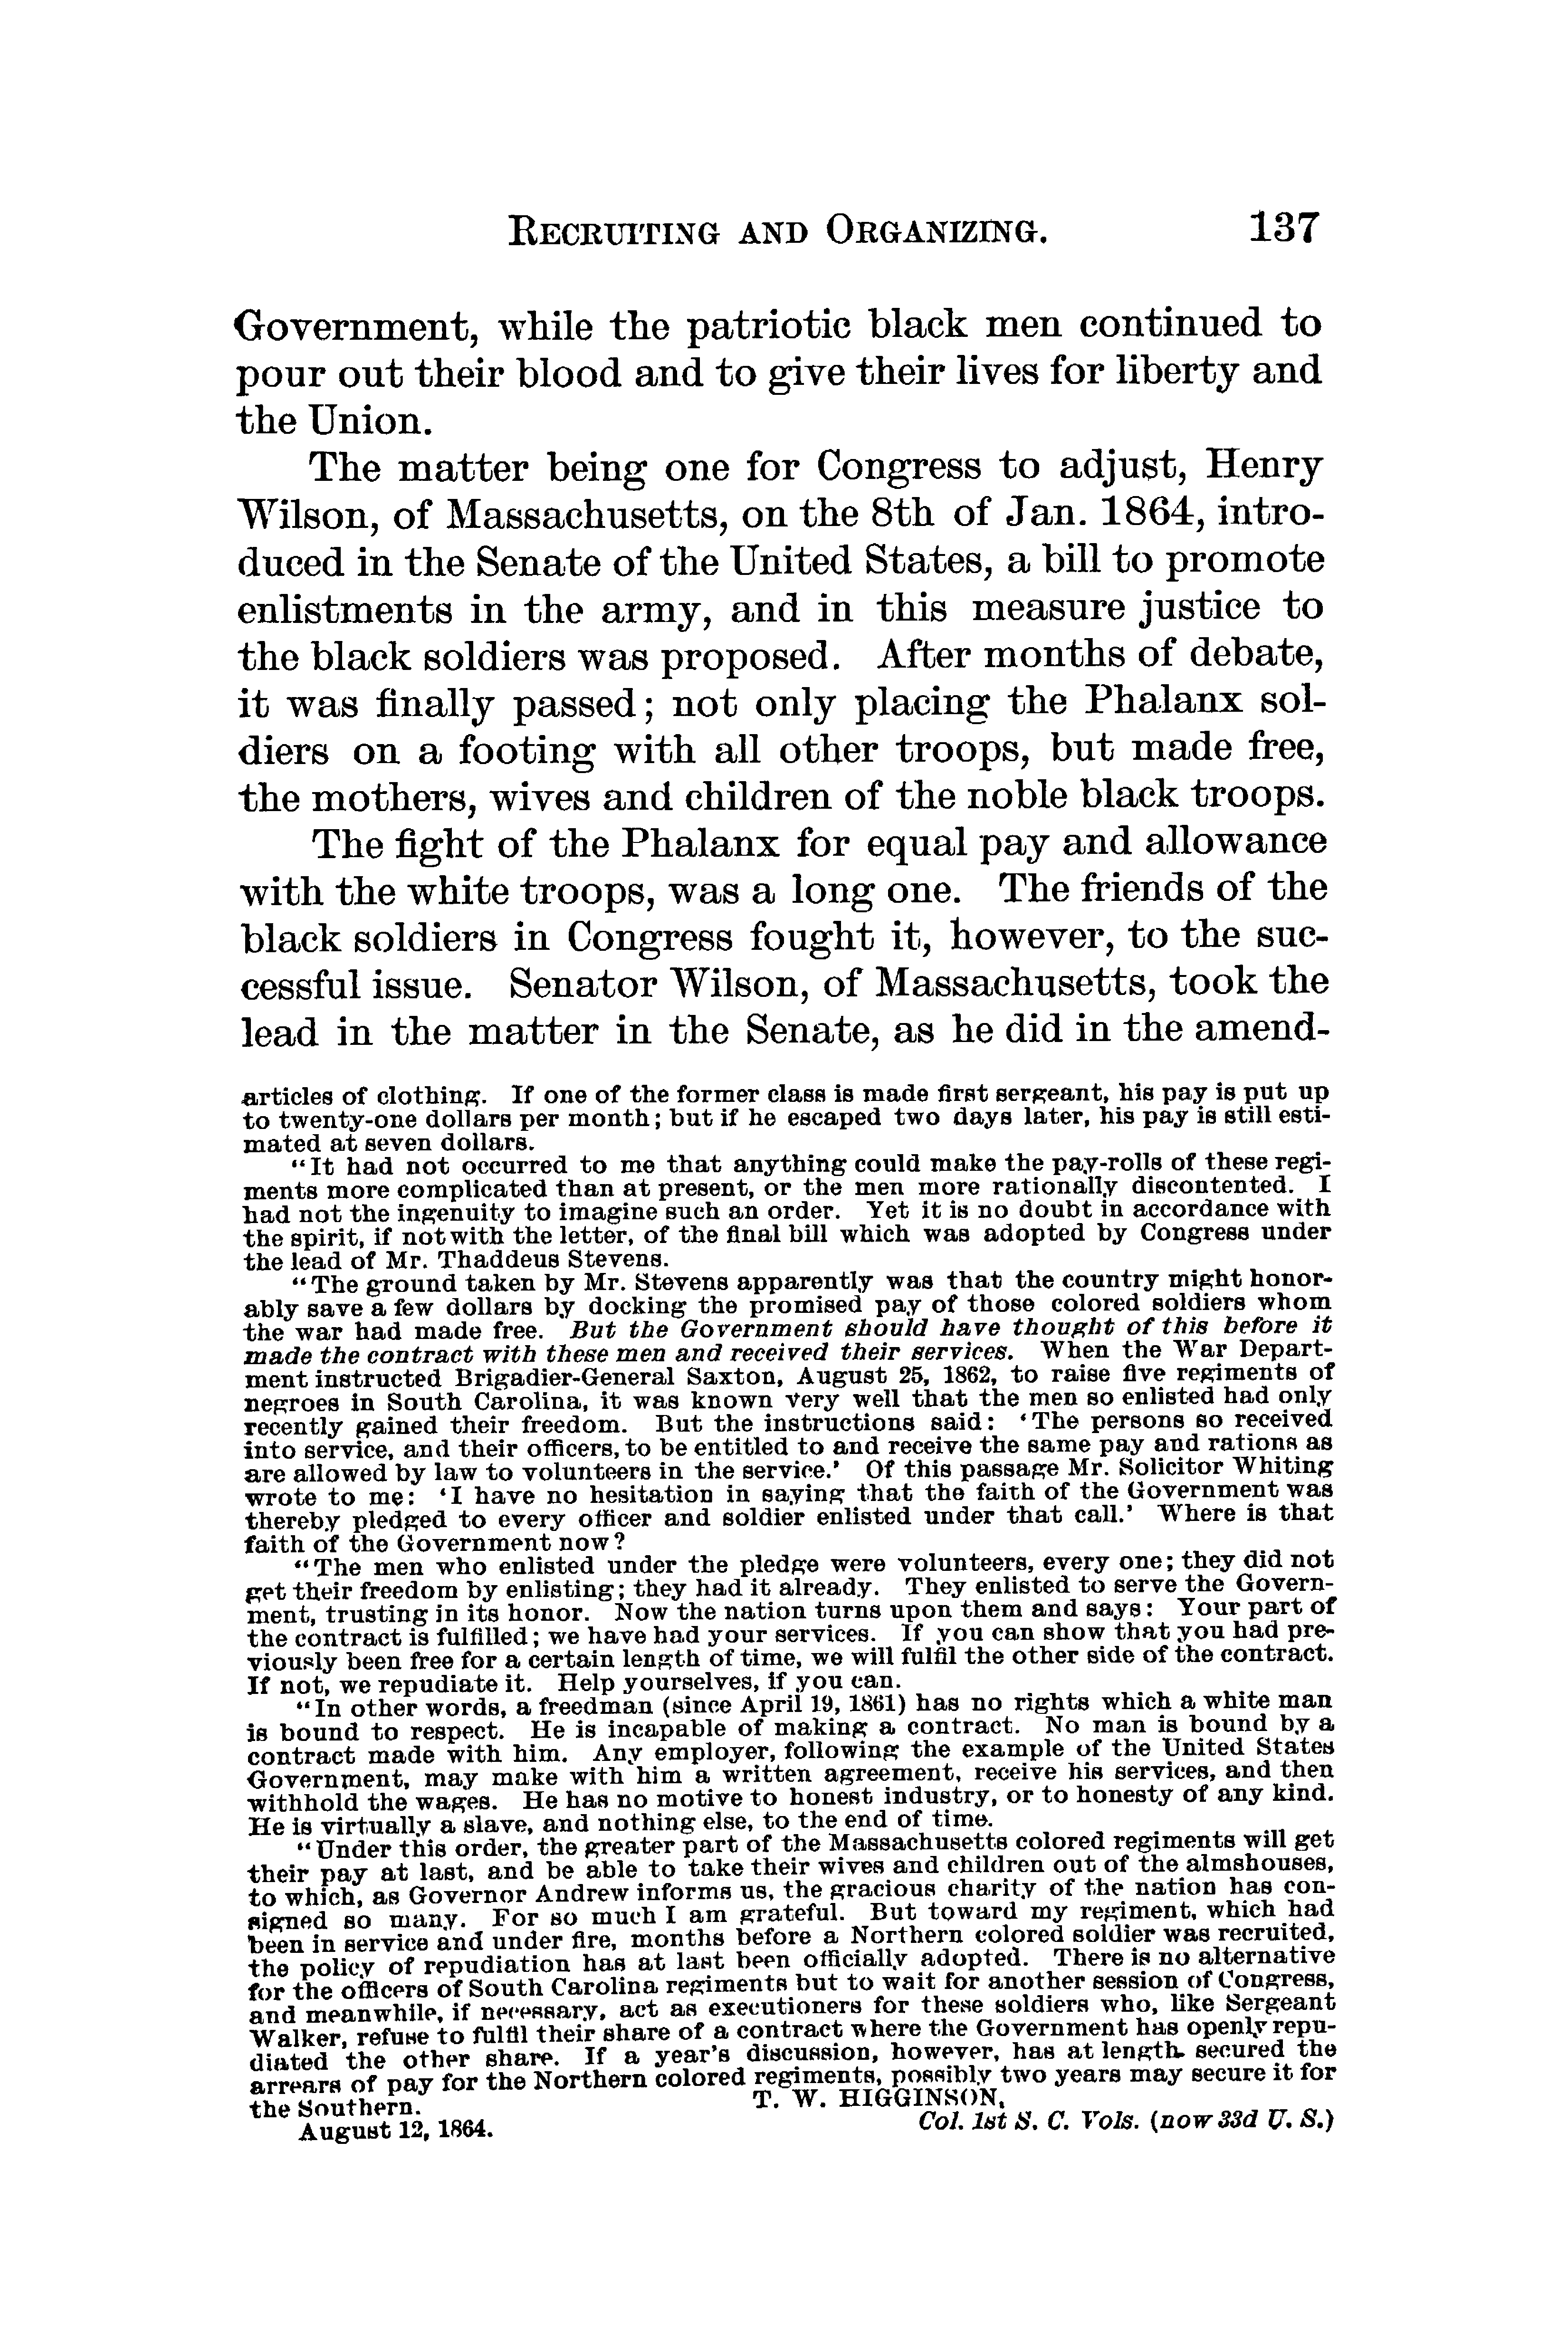 RECRUITING AND ORGANIZING. 137
Government, while the patriotic black men continued to
pour out their blood and to give their lives for liberty and
the Union.
The matter being one for Congress to adjust, Henry
Wilson, of Massachusetts, on the 8th of Jan. 1864, intro-
duced in the Senate of the United States, a bill to promote
enlistments in the army, and in this measure justice to
the black soldiers was proposed. After months of debate,
it was finally passed; not only placing the Phalanx sol-
diers on a footing with all other troops, but made free,
the mothers, wives and children of the noble black troops.
The fight of the Phalanx for equal pay and allowance
with the white troops, was a long one. The friends of the
black soldiers in Congress fought it, however, to the suc-
cessful issue. Senator Wilson, of Massachusetts, took the
lead in the matter in the Senate, as he did in the amend-
articles of clothing. If one of the former class is made first sergeant, his pay is put up
to twenty-one dollars per month; but if he escaped two days later, his pay is still esti-
mated at seven dollars.
"It had not occurred to me that anything could make the pay-rolls of these regi-
ments more complicated than at present, or the men more rationally discontented. I
had not the ingenuity to imagine such an order. Yet it is no doubt in accordance with
the spirit, if not with the letter, of the final bill which was adopted by Congress under
the lead of Mr. Thaddeus Stevens.
"The ground taken by Mr. Stevens apparently was that the country might honor-
ably save a few dollars by docking the promised pay of those colored soldiers whom
the war had made free. But the Government should have thought of this before it
made the contract with these men and received their services. When the War Depart-
ment instructed Brigadier-General Saxton, August 25, 1862, to raise five regiments of
negroes in South Carolina, it was known very well that the men so enlisted had only
recently gained their freedom. But the instructions said: 'The persons so received
into service, and their officers, to be entitled to and receive the same pay and rations as
are allowed by law to volunteers in the service.' Of this passage Mr. Solicitor Whiting
wrote to me: 'I have no hesitation in saying that the faith of the Government was
thereby pledged to every officer and soldier enlisted under that call.' Where is that
faith of the Government now?
"The men who enlisted under the pledge were volunteers, every one; they did not
get their freedom by enlisting; they had it already. They enlisted to serve the Govern-
ment, trusting in its honor. Now the nation turns upon them and says: Your part of
the contract is fulfilled; we have had your services. If you can show that you had pre-
viously been free for a certain length of time, we will fulfil the other side of the contract.
If not, we repudiate it. Help yourselves, if you can.
"In other words, a freedman (since April 19, 1861) has no rights which a white man
is bound to respect. He is incapable of making a contract. No man is bound by a
contract made with him. Any employer, following the example of the United States
Government, may make with him a written agreement, receive his services, and then
withhold the wages. He has no motive to honest industry, or to honesty of any kind.
He is virtually a slave, and nothing else, to the end of time.
"Under this order, the greater part of the Massachusetts colored regiments will get
their pay at last, and be able to take their wives and children out of the almshouses,
to which, as Governor Andrew informs us, the gracious charity of the nation has con-
signed so many. For so much I am grateful. But toward my regiment, which had
been in service and under fire, months before a Northern colored soldier was recruited,
the policy of repudiation has at last been officially adopted. There is no alternative
for the officers of South Carolina regiments but to wait for another session of Congress,
and meanwhile, if necessary, act as executioners for these soldiers who, like Sergeant
Walker, refuse to fulfil their share of a contract where the Government has openly repu-
diated the other share. If a year's discussion, however, has at length secured the
arrears of pay for the Northern colored regiments, possibly two years may secure it for
the Southern. T. W. HIGGINSON,
August 12, 1864. Col. 1st S. C. Vols. (now 33d U. S.)